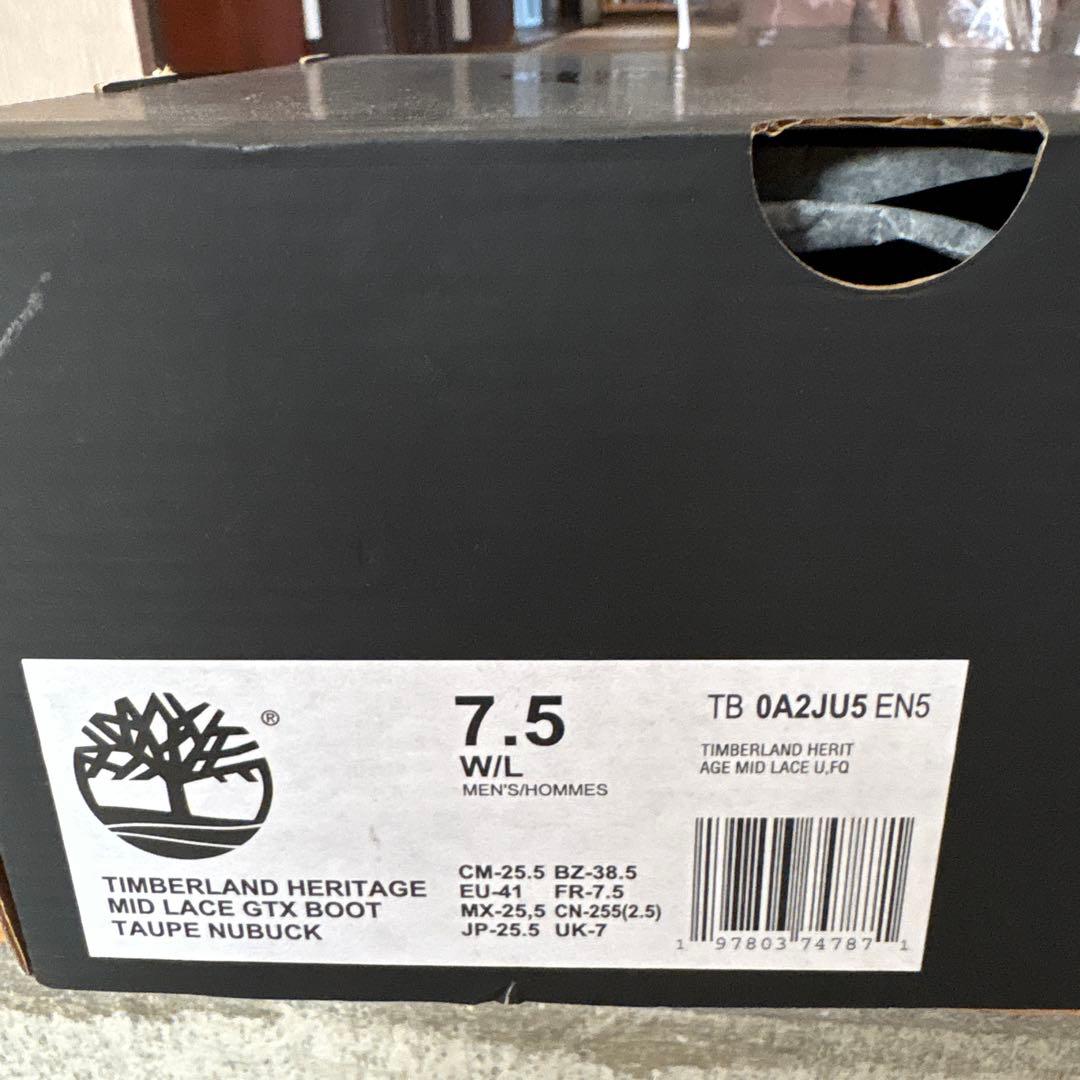 ®
7.5
W/L
MEN'S/HOMMES
TB 0A2JU5 EN5
TIMBERLAND HERIT
AGE MID LACE U,FQ
TIMBERLAND HERITAGE
MID LACE GTX BOOT
TAUPE NUBUCK
CM-25.5 BZ-38.5
EU-41 FR-7.5
MX-25,5 CN-255(2.5)
JP-25.5 UK-7
1 97803 74787 1